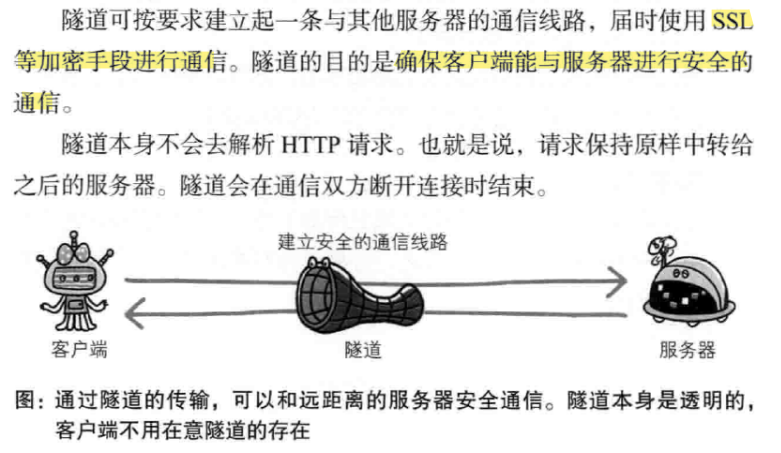 隧道可按要求建立起一条与其他服务器的通信线路，届时使用 SSL
等加密手段进行通信。隧道的目的是确保客户端能与服务器进行安全的
通信。
隧道本身不会去解析 HTTP 请求。也就是说，请求保持原样中转给
之后的服务器。隧道会在通信双方断开连接时结束。
建立安全的通信线路
客户端
隧道
服务器
图：通过隧道的传输，可以和远距离的服务器安全通信。隧道本身是透明的，
客户端不用在意隧道的存在